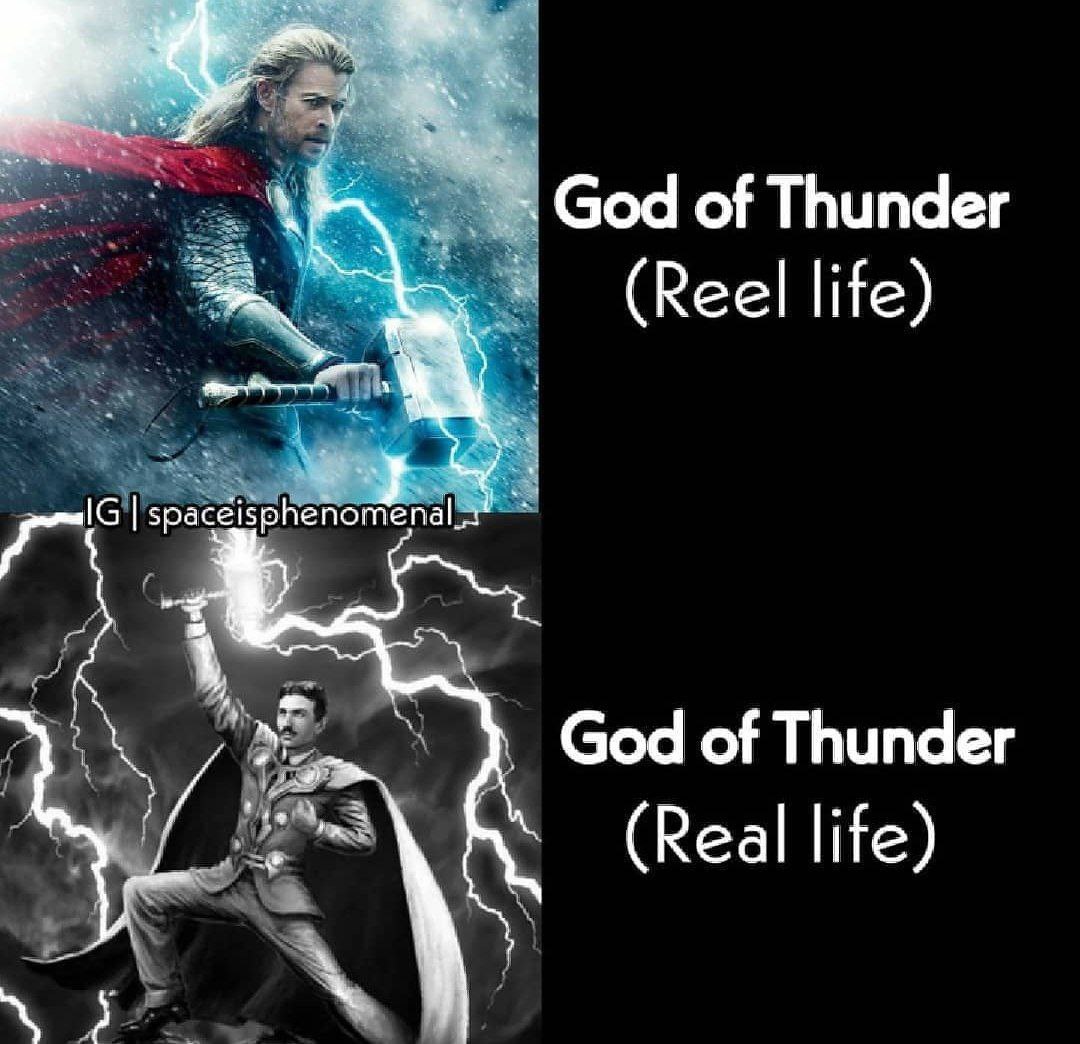 God of Thunder
(Reel life)
IG | spaceisphenomenal
God of Thunder
(Real life)